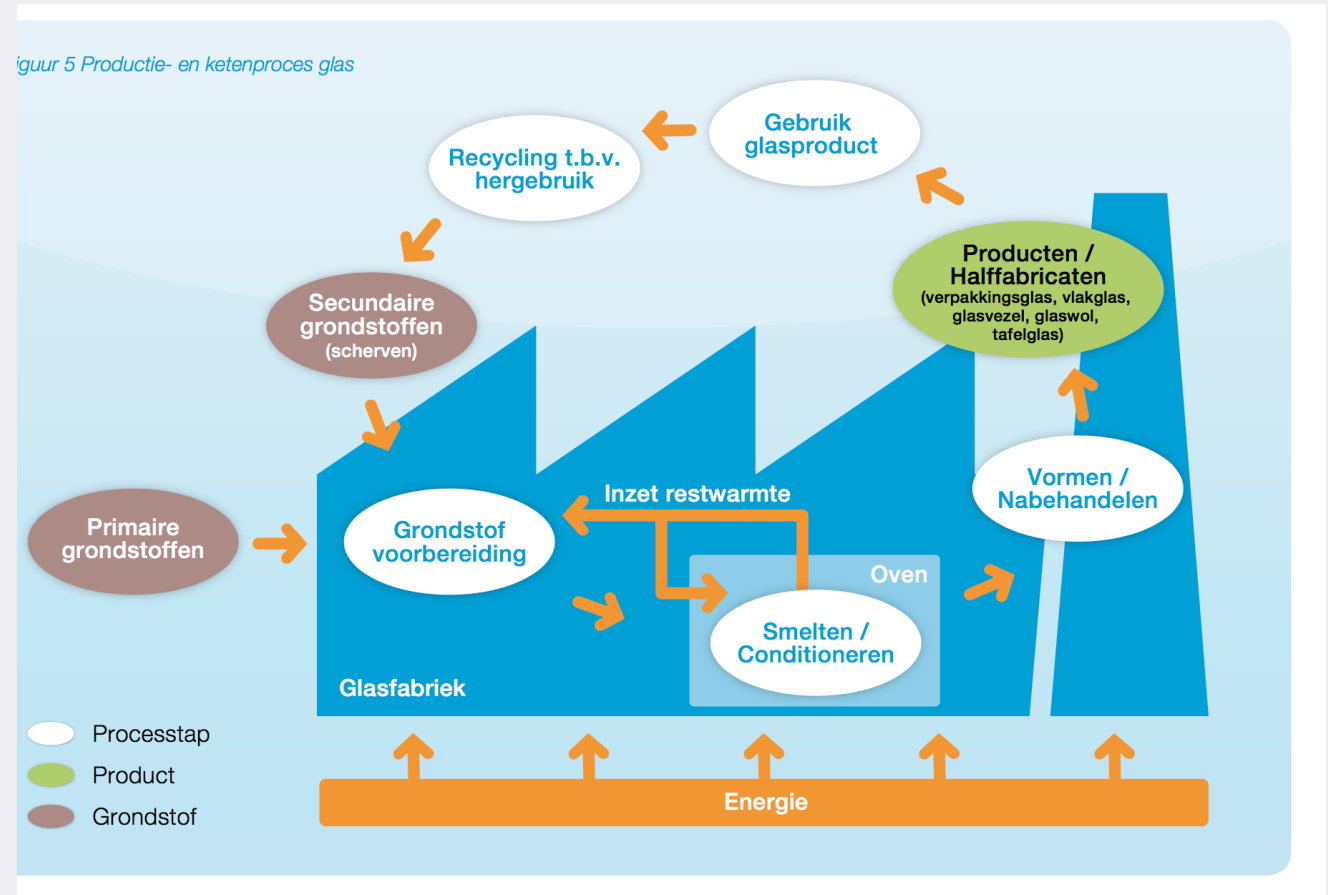 iguur 5 Productie- en ketenproces glas
Gebruik
glasproduct
Recycling t.b.v.
hergebruik
Producten /
Halffabricaten
(verpakkingsglas, vlakglas,
glasvezel, glaswol,
tafelglas)
Secundaire
grondstoffen
(scherven)
Vormen /
Nabehandelen
Inzet restwarmte
Primaire
grondstoffen
Grondstof
voorbereiding
Oven
Smelten /
Conditioneren
Glasfabriek
Processtap
Product
Grondstof
Energie